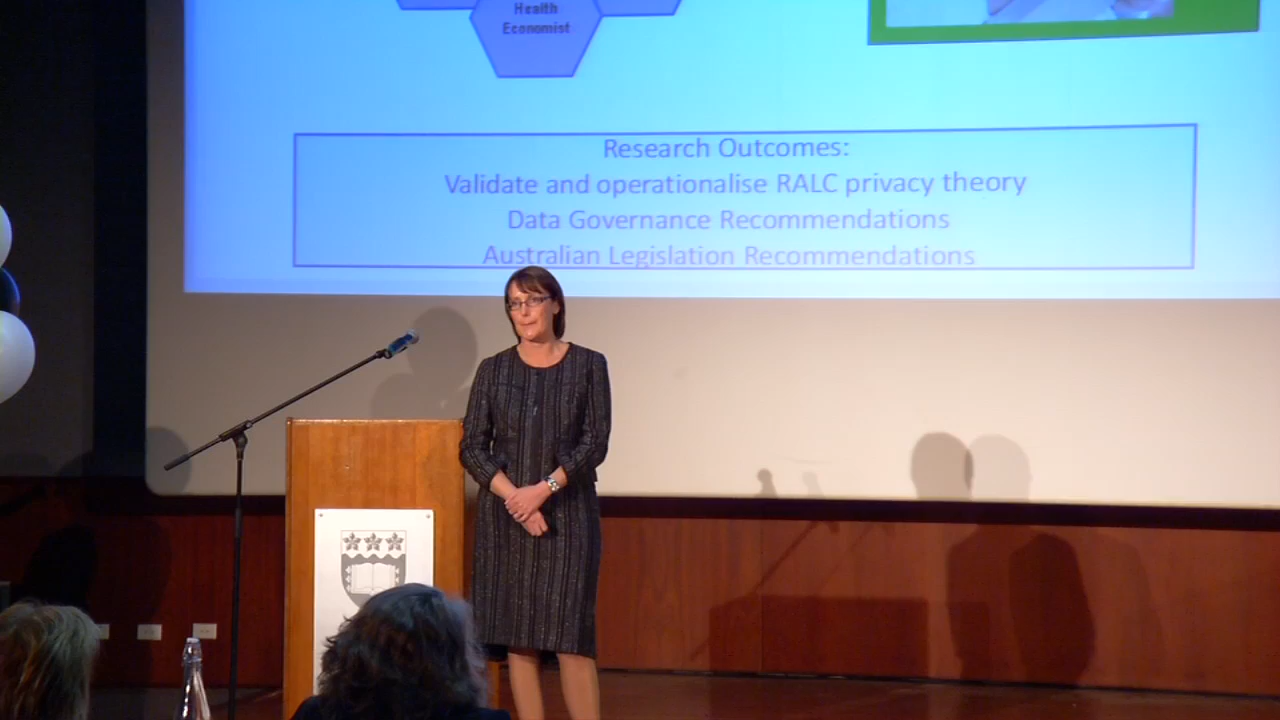 Health
Economist
Research Outcomes:
Validate and operationalise RALC privacy theory
Data Governance Recommendations
Australian Legislation Recommendations